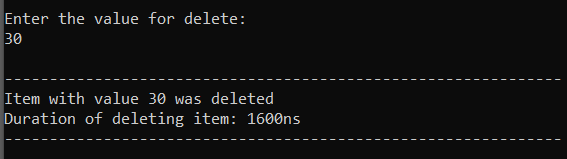 Enter the value for delete:
30
--------------------------------------------------------------
Item with value 30 was deleted
Duration of deleting item: 1600ns
--------------------------------------------------------------